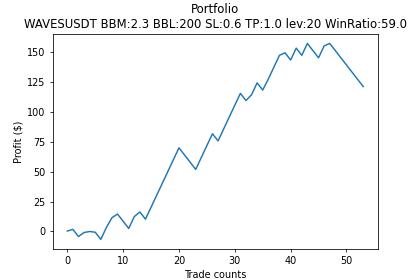 Portfolio
WAVESUSDT BBM:2.3 BBL:200 SL:0.6 TP:1.0 lev:20 WinRatio:59.0
150
125
100
75
50
25
0
Profit ($)
0 10 20 30 40 50
Trade counts